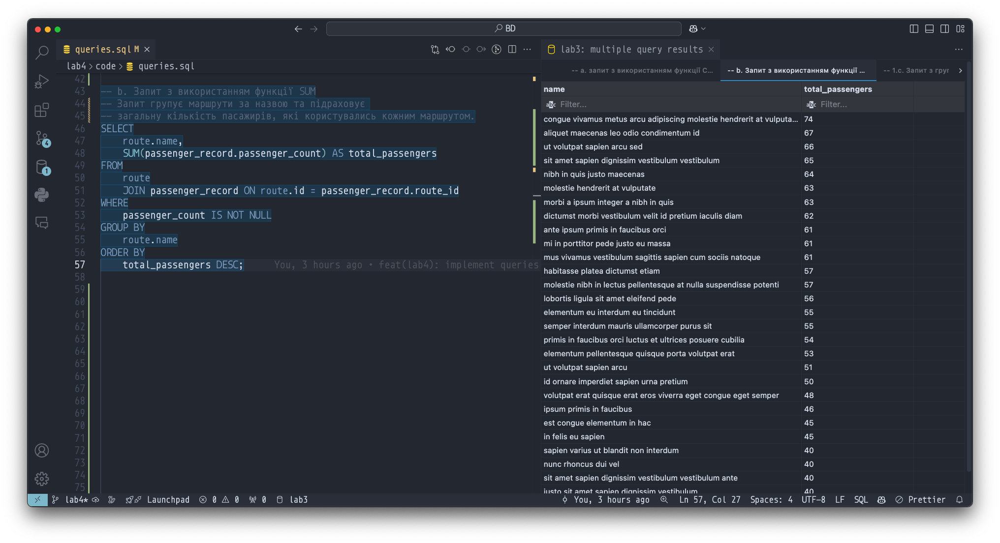 BD
queries.sql M
lab3: multiple query results
lab4 > code > queries.sql
42
43 -- b. Запит з використанням функції SUM
44 -- Запит групує маршрути за назвою та підраховує
45 -- загальну кількість пасажирів, які користувались кожним маршрутом.
46 SELECT
47 route.name,
48 SUM(passenger_record.passenger_count) AS total_passengers
49 FROM
50 route
51 JOIN passenger_record ON route.id = passenger_record.route_id
52 WHERE
53 passenger_count IS NOT NULL
54 GROUP BY
55 route.name
56 ORDER BY
57 total_passengers DESC; You, 3 hours ago • feat(lab4): implement queries
58
59
60
61
62
63
64
65
66
67
68
69
70
71
72
73
74
75
4
1
-- a. запит з використанням функції C... -- b. Запит з використанням функції ... -- 1.c. Запит з гру
name total_passengers
abc Filter... abc Filter...
congue vivamus metus arcu adipiscing molestie hendrerit at vulputa... 74
aliquet maecenas leo odio condimentum id 67
ut volutpat sapien arcu sed 66
sit amet sapien dignissim vestibulum vestibulum 65
nibh in quis justo maecenas 64
molestie hendrerit at vulputate 63
morbi a ipsum integer a nibh in quis 63
dictumst morbi vestibulum velit id pretium iaculis diam 62
ante ipsum primis in faucibus orci 61
mi in porttitor pede justo eu massa 61
mus vivamus vestibulum sagittis sapien cum sociis natoque 61
habitasse platea dictumst etiam 57
molestie nibh in lectus pellentesque at nulla suspendisse potenti 57
lobortis ligula sit amet eleifend pede 56
elementum eu interdum eu tincidunt 55
semper interdum mauris ullamcorper purus sit 55
primis in faucibus orci luctus et ultrices posuere cubilia 54
elementum pellentesque quisque porta volutpat erat 53
ut volutpat sapien arcu 51
id ornare imperdiet sapien urna pretium 50
volutpat erat quisque erat eros viverra eget congue eget semper 48
ipsum primis in faucibus 46
est congue elementum in hac 45
in felis eu sapien 45
sapien varius ut blandit non interdum 40
nunc rhoncus dui vel 40
sit amet sapien dignissim vestibulum vestibulum ante 40
justo sit amet sapien dignissim vestibulum 40
lab4* Launchpad 0 0 0 lab3 You, 3 hours ago Ln 57, Col 27 Spaces: 4 UTF-8 LF SQL Prettier